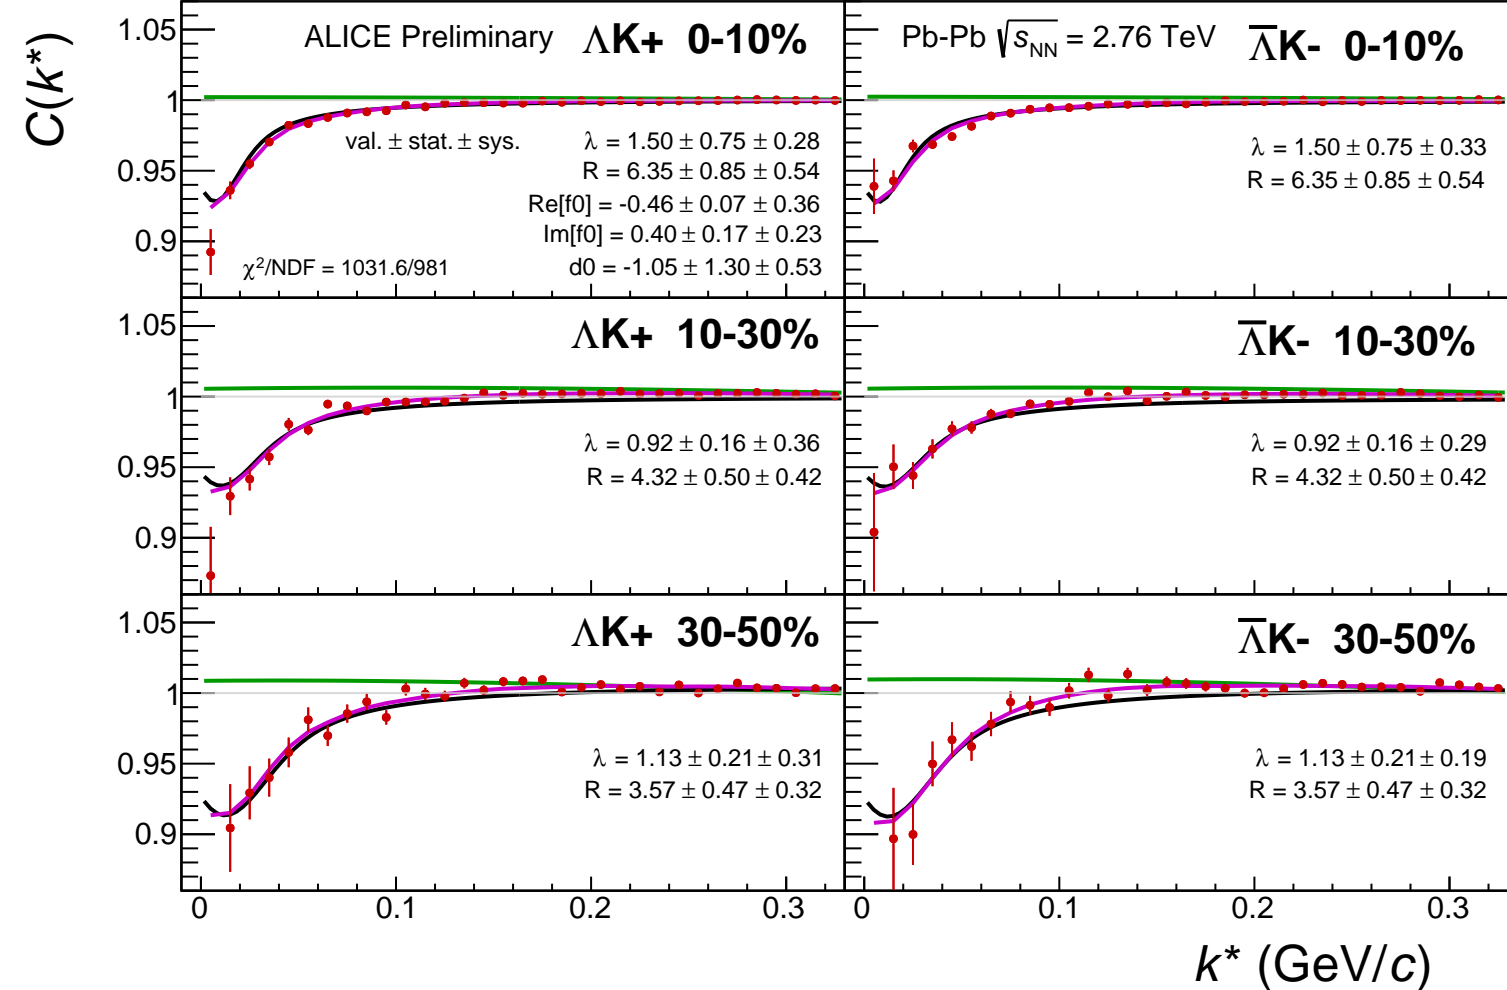 C(k*)
ALICE Preliminary ΛK+ 0-10%
1.05
1
0.95
0.9
val. ± stat. ± sys.
λ = 1.50 ± 0.75 ± 0.28
R = 6.35 ± 0.85 ± 0.54
Re[f0] = -0.46 ± 0.07 ± 0.36
Im[f0] = 0.40 ± 0.17 ± 0.23
d0 = -1.05 ± 1.30 ± 0.53
χ²/NDF = 1031.6/981
Pb-Pb √s_NN = 2.76 TeV Λ̅K- 0-10%
λ = 1.50 ± 0.75 ± 0.33
R = 6.35 ± 0.85 ± 0.54
ΛK+ 10-30%
1.05
1
0.95
0.9
λ = 0.92 ± 0.16 ± 0.36
R = 4.32 ± 0.50 ± 0.42
Λ̅K- 10-30%
λ = 0.92 ± 0.16 ± 0.29
R = 4.32 ± 0.50 ± 0.42
ΛK+ 30-50%
1.05
1
0.95
0.9
λ = 1.13 ± 0.21 ± 0.31
R = 3.57 ± 0.47 ± 0.32
Λ̅K- 30-50%
λ = 1.13 ± 0.21 ± 0.19
R = 3.57 ± 0.47 ± 0.32
0 0.1 0.2 0.3 0 0.1 0.2 0.3
k* (GeV/c)